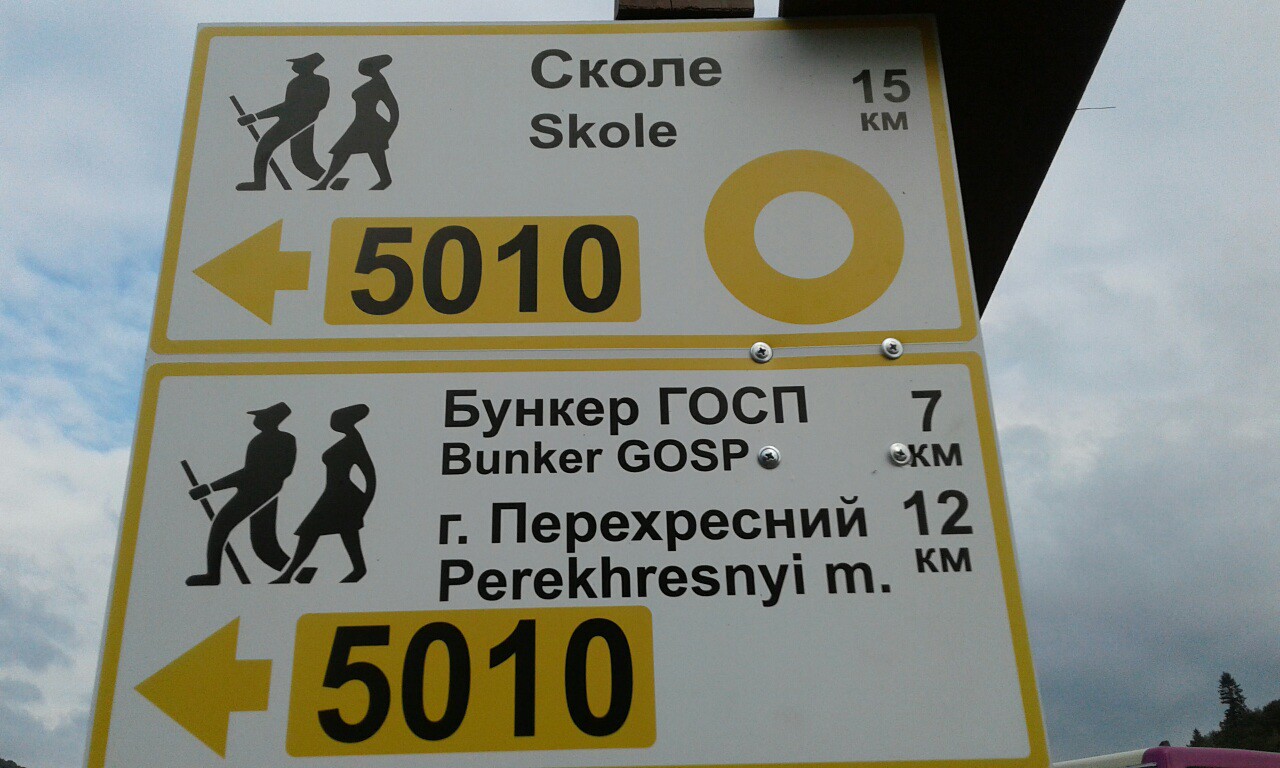 Сколе
15
км
Skole
5010
Бункер ГОСП
7
Bunker GOSP
км
г. Перехресний
12
км
Perekhresnyi m.
5010